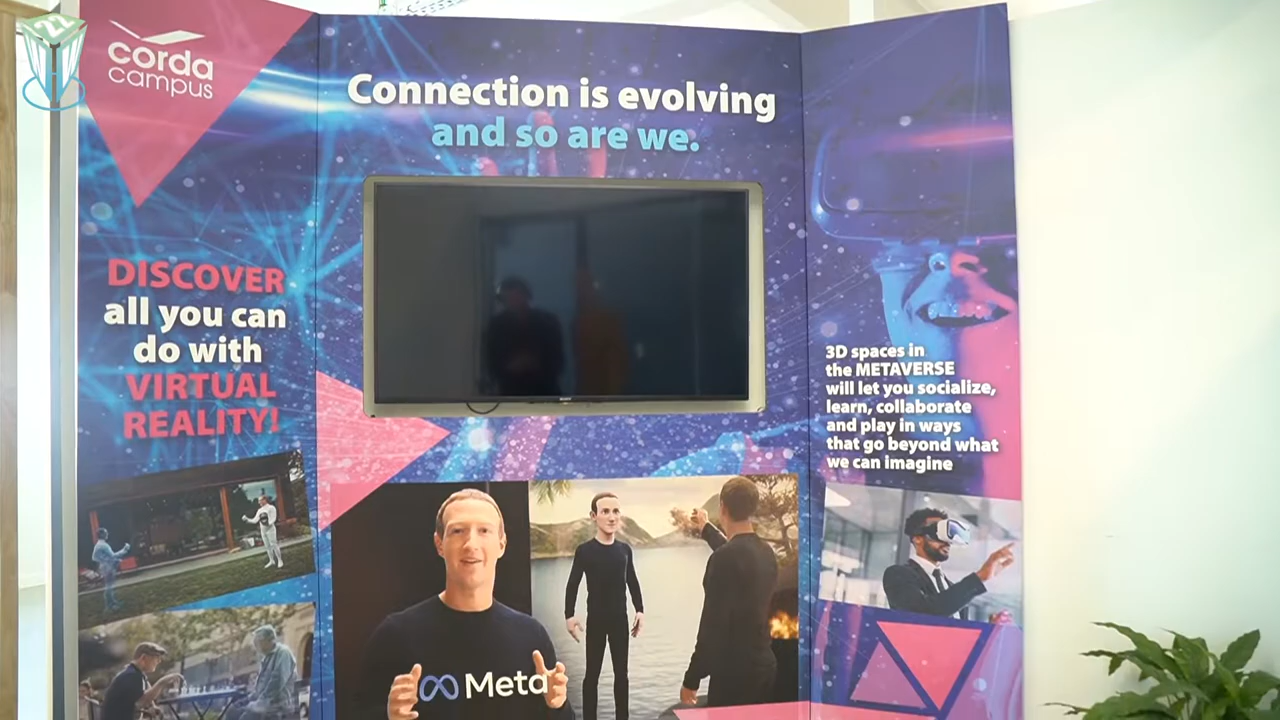 corda
campus
Connection is evolving
and so are we.
DISCOVER
all you can
do with
VIRTUAL
REALITY!
3D spaces in
the METAVERSE
will let you socialize,
learn, collaborate
and play in ways
that go beyond what
we can imagine
Meta